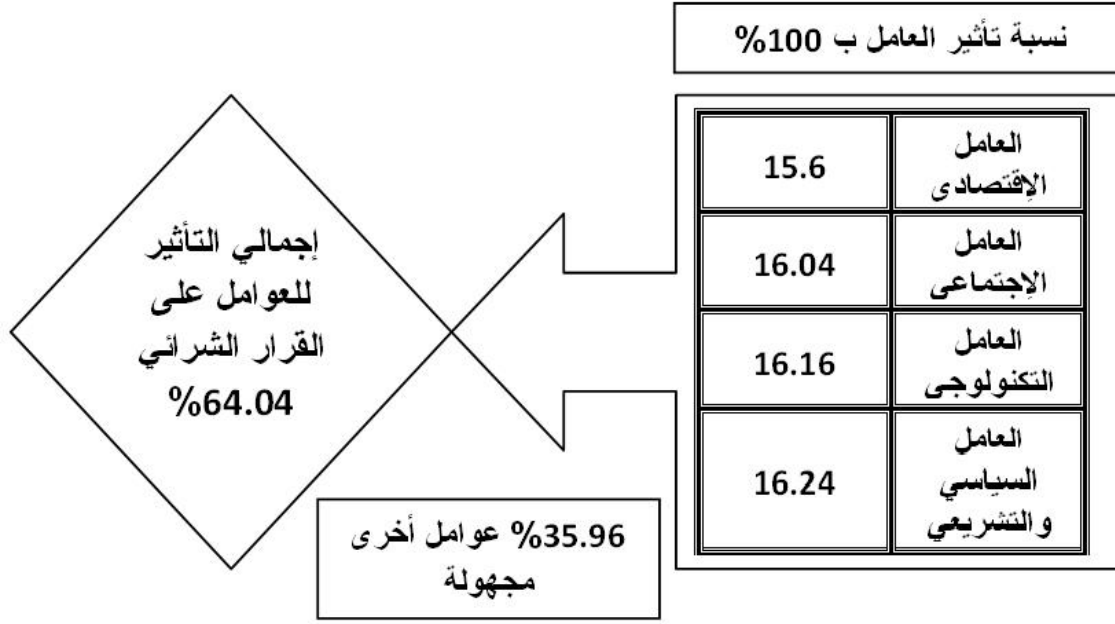 نسبة تأثير العامل ب 100%
العامل
الإقتصادى
15.6
العامل
الإجتماعى
16.04
العامل
التكنولوجى
16.16
العامل
السياسي
والتشريعي
16.24
إجمالي التأثير
للعوامل على
القرار الشرائي
%64.04
%35.96 عوامل أخرى
مجهولة